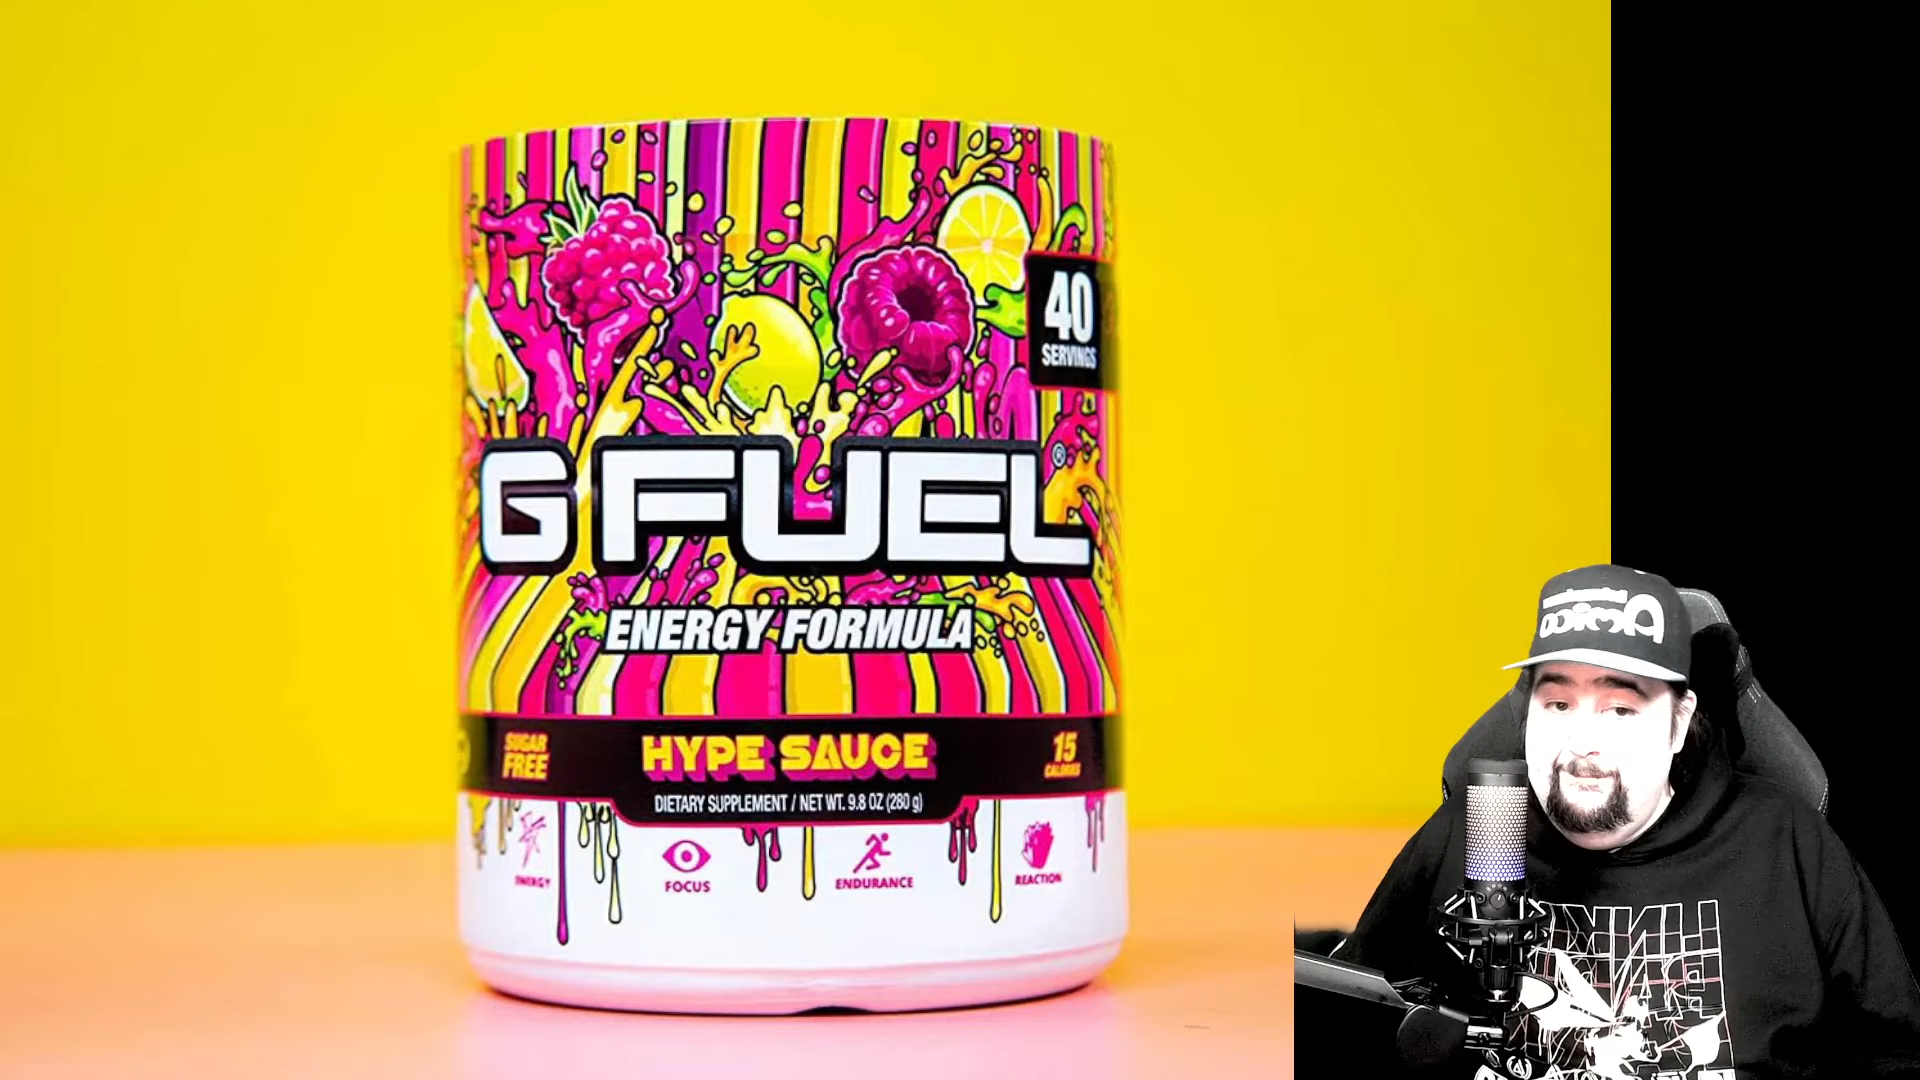 40
SERVINGS
G FUEL®
ENERGY FORMULA
SUGAR
FREE
HYPE SAUCE
15
CALORIES
DIETARY SUPPLEMENT / NET WT. 9.8 OZ (280 g)
ENERGY
FOCUS
ENDURANCE
REACTION